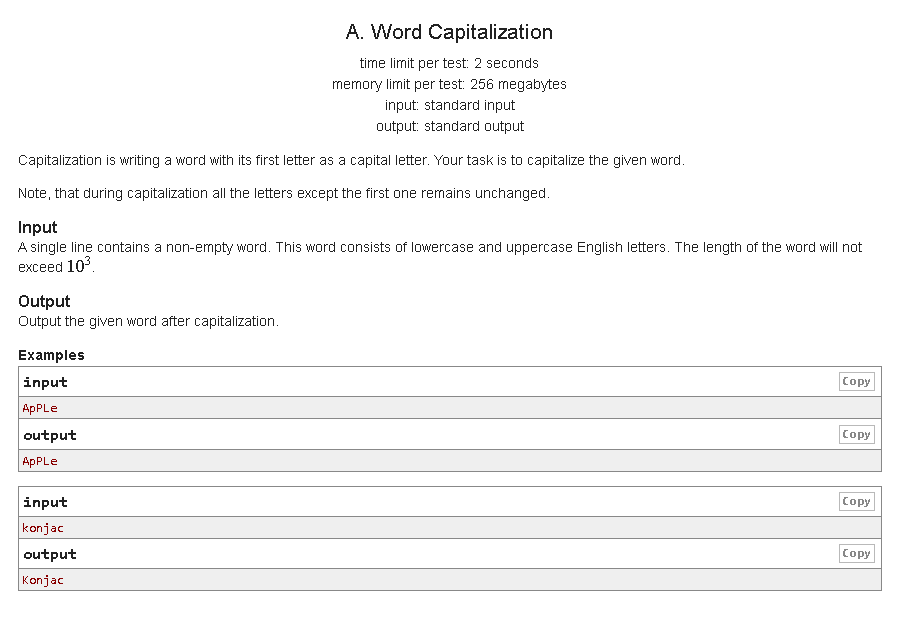 A. Word Capitalization
time limit per test: 2 seconds
memory limit per test: 256 megabytes
input: standard input
output: standard output
Capitalization is writing a word with its first letter as a capital letter. Your task is to capitalize the given word.
Note, that during capitalization all the letters except the first one remains unchanged.
Input
A single line contains a non-empty word. This word consists of lowercase and uppercase English letters. The length of the word will not
exceed 10³.
Output
Output the given word after capitalization.
Examples
input Copy
ApPLe
output Copy
ApPLe
input Copy
konjac
output Copy
Konjac